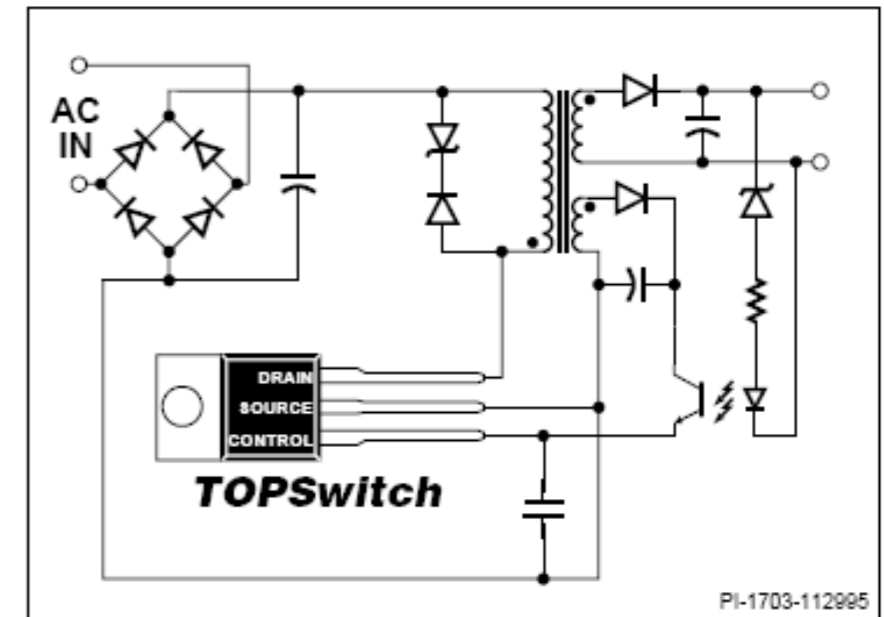 AC
IN
DRAIN
SOURCE
CONTROL
TOPSwitch
PI-1703-112995